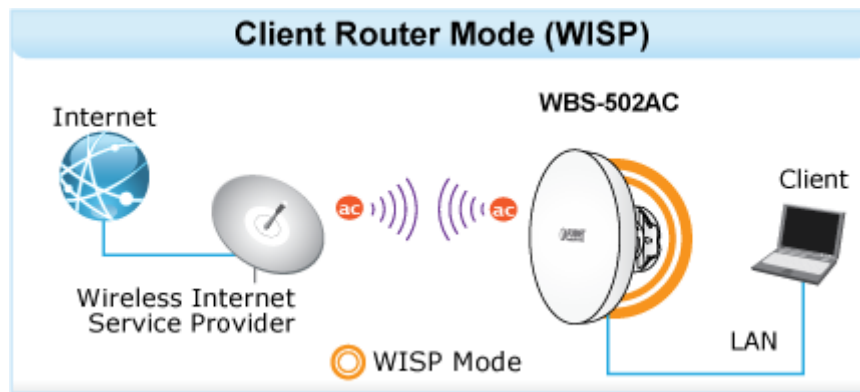 Client Router Mode (WISP)
WBS-502AC
Internet
Client
ac
ac
Wireless Internet
Service Provider
LAN
WISP Mode